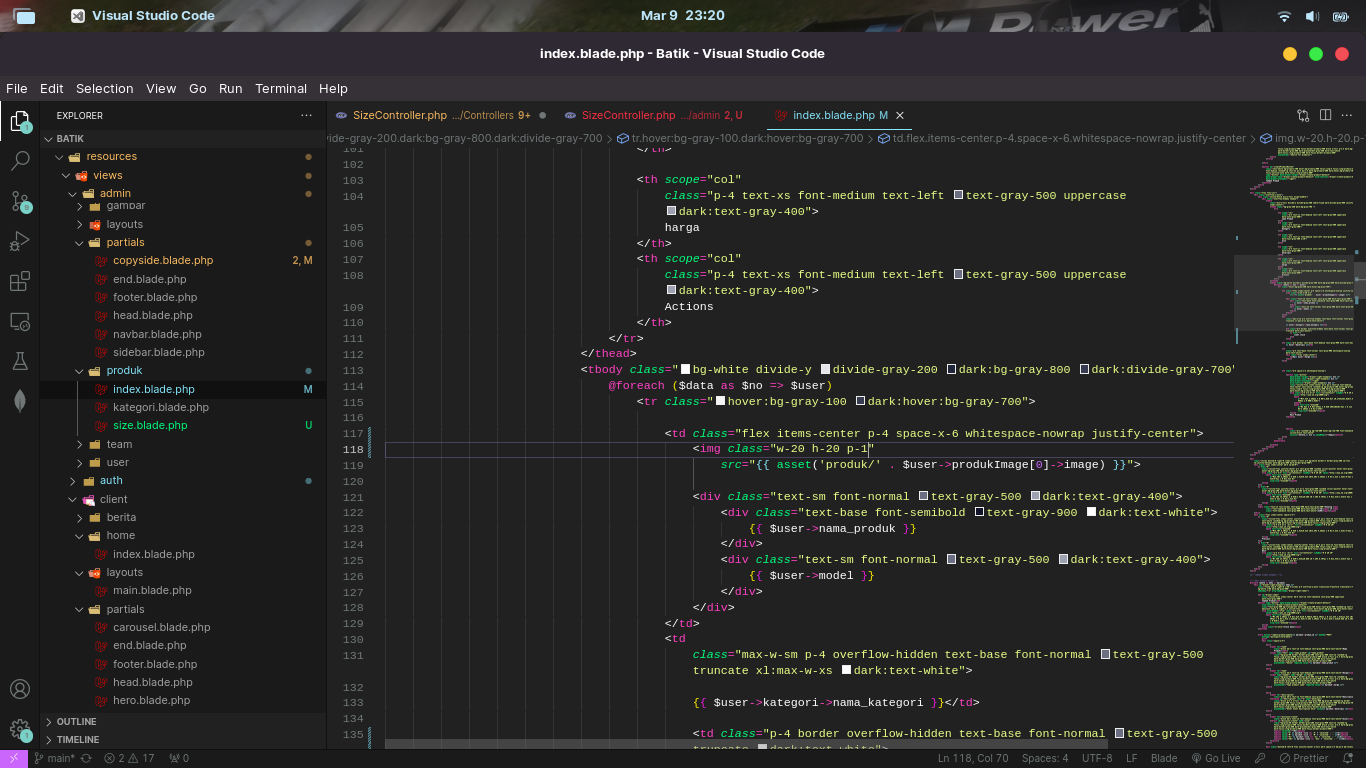 Visual Studio Code
Mar 9 23:20
Power
index.blade.php - Batik - Visual Studio Code
File Edit Selection View Go Run Terminal Help
EXPLORER
SizeController.php .../Controllers 9+
SizeController.php .../admin 2, U
index.blade.php M
BATIK
vide-gray-200.dark:bg-gray-800.dark:divide-gray-700 > tr.hover:bg-gray-100.dark:hover:bg-gray-700 > td.flex.items-center.p-4.space-x-6.whitespace-nowrap.justify-center > img.w-20.h-20.p-
resources
views
admin
gambar
layouts
partials
copyside.blade.php 2, M
end.blade.php
footer.blade.php
head.blade.php
navbar.blade.php
sidebar.blade.php
produk
index.blade.php M
kategori.blade.php
size.blade.php U
team
user
auth
client
berita
home
index.blade.php
layouts
main.blade.php
partials
carousel.blade.php
end.blade.php
footer.blade.php
head.blade.php
hero.blade.php
OUTLINE
TIMELINE
101 </th>
102
103 <th scope="col"
104 class="p-4 text-xs font-medium text-left text-gray-500 uppercase
dark:text-gray-400">
105 harga
106 </th>
107 <th scope="col"
108 class="p-4 text-xs font-medium text-left text-gray-500 uppercase
dark:text-gray-400">
109 Actions
110 </th>
111 </tr>
112 </thead>
113 <tbody class="bg-white divide-y divide-gray-200 dark:bg-gray-800 dark:divide-gray-700"
114 @foreach ($data as $no => $user)
115 <tr class="hover:bg-gray-100 dark:hover:bg-gray-700">
116
117 <td class="flex items-center p-4 space-x-6 whitespace-nowrap justify-center">
118 <img class="w-20 h-20 p-1"
119 src="{{ asset('produk/' . $user->produkImage[0]->image) }}">
120
121 <div class="text-sm font-normal text-gray-500 dark:text-gray-400">
122 <div class="text-base font-semibold text-gray-900 dark:text-white">
123 {{ $user->nama_produk }}
124 </div>
125 <div class="text-sm font-normal text-gray-500 dark:text-gray-400">
126 {{ $user->model }}
127 </div>
128 </div>
129 </td>
130 <td
131 class="max-w-sm p-4 overflow-hidden text-base font-normal text-gray-500
truncate xl:max-w-xs dark:text-white">
132
133 {{ $user->kategori->nama_kategori }}</td>
134
135 <td class="p-4 border overflow-hidden text-base font-normal text-gray-500
truncate dark:text-white">
main* 2 17 0
Ln 118, Col 70 Spaces: 4 UTF-8 LF Blade Go Live Prettier